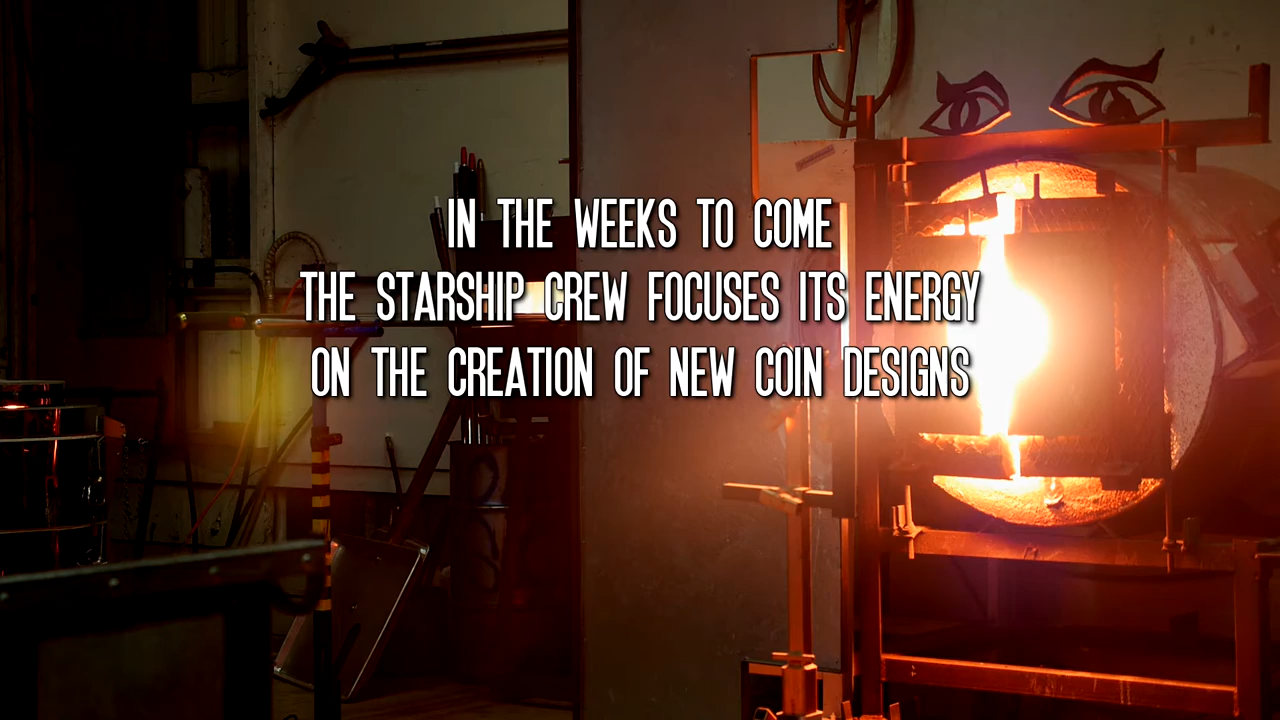 IN THE WEEKS TO COME
THE STARSHIP CREW FOCUSES ITS ENERGY
ON THE CREATION OF NEW COIN DESIGNS